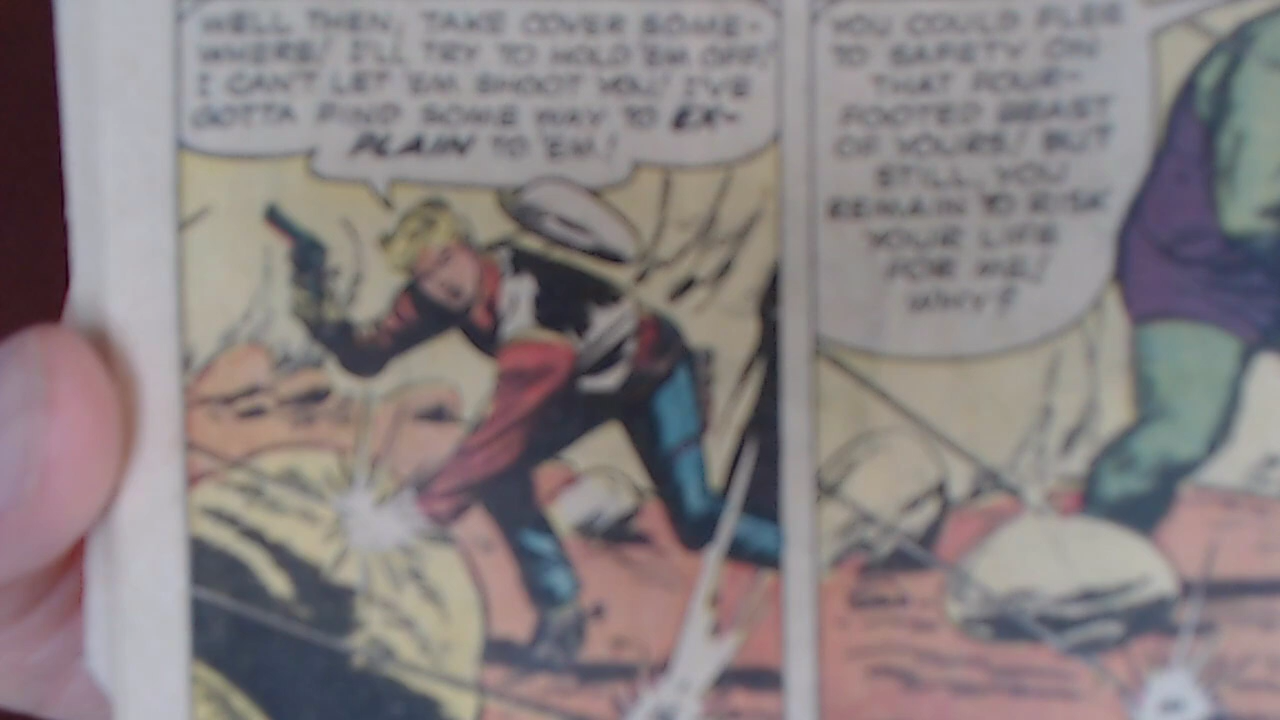 WELL THEN, TAKE COVER SOME-
WHERE! I'LL TRY TO HOLD 'EM OFF!
I CAN'T LET 'EM SHOOT YOU! I'VE
GOTTA FIND SOME WAY TO EX-
PLAIN TO 'EM!
YOU COULD FLEE
TO SAFETY ON
THAT FOUR-
FOOTED BEAST
OF YOURS! BUT
STILL, YOU
REMAIN TO RISK
YOUR LIFE
FOR ME!
WHY?